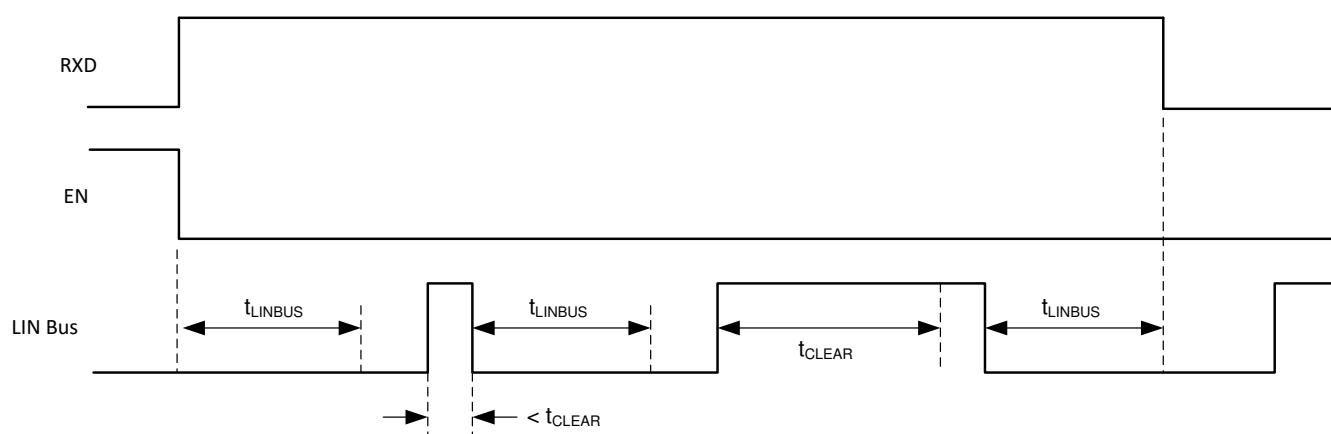 RXD
EN
LIN Bus
tLINBUS
tLINBUS
tCLEAR
tLINBUS
< tCLEAR